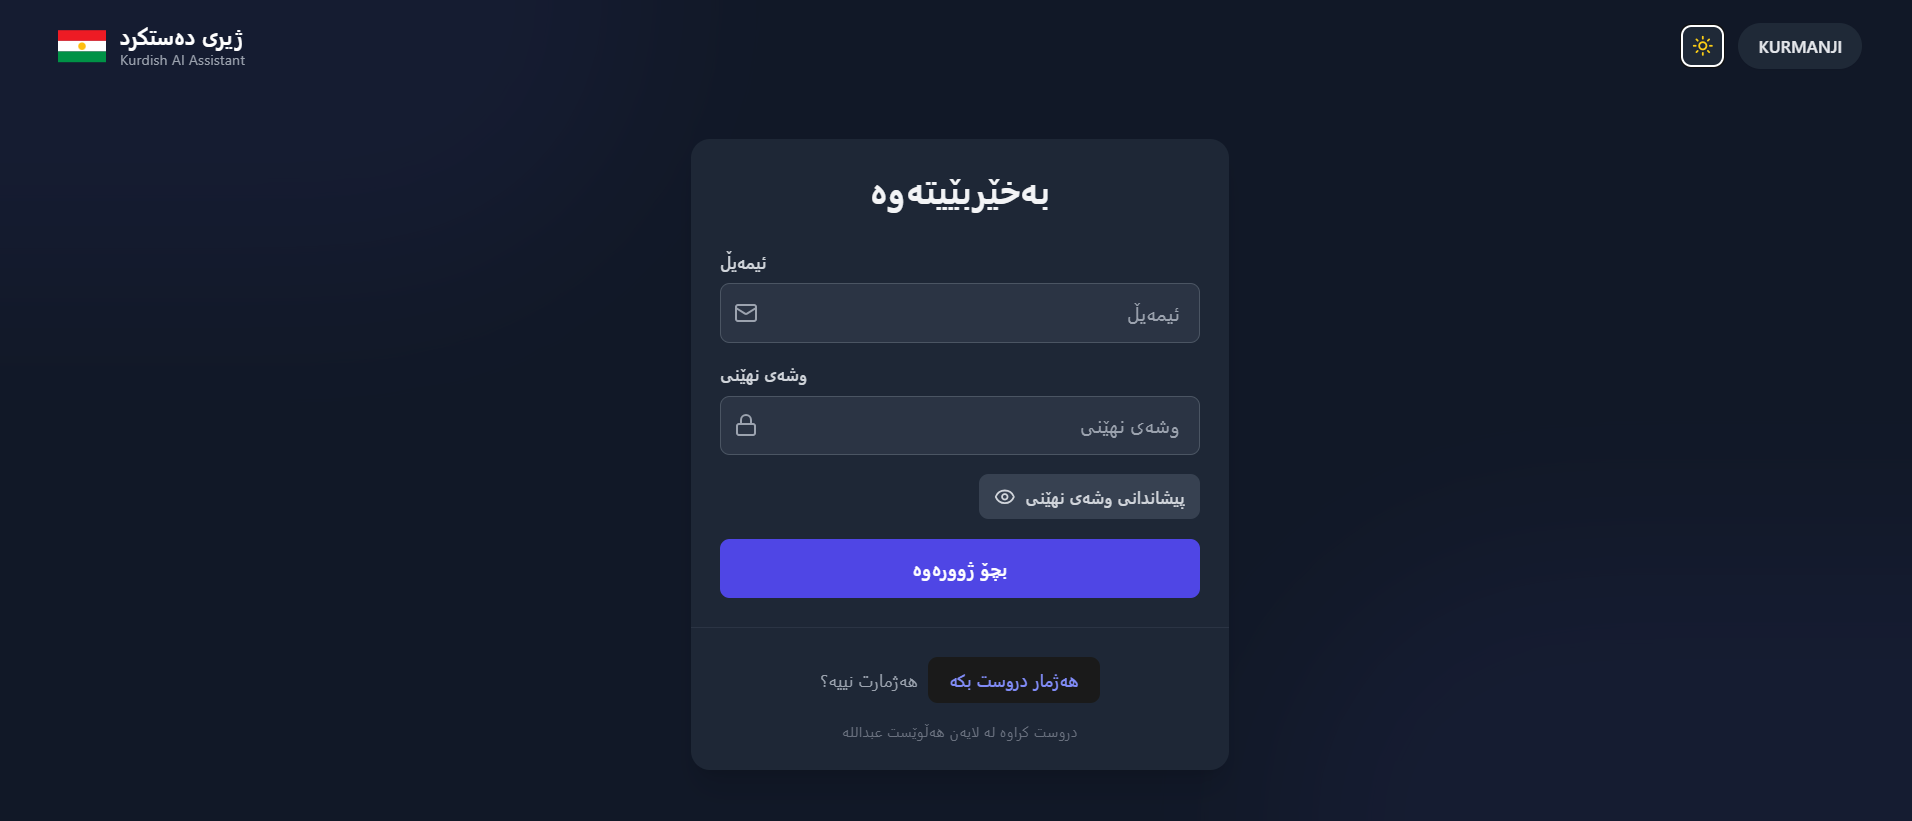 ژیری دەستکرد
Kurdish AI Assistant
KURMANJI
بەخێربێیتەوە
ئیمەیڵ
ئیمەیڵ
وشەی نهێنی
وشەی نهێنی
پیشاندانی وشەی نهێنی
بچۆ ژوورەوە
هەژمارت نییە؟ هەژمار دروست بکە
دروست کراوە لە لایەن هەڵوێست عبداللە